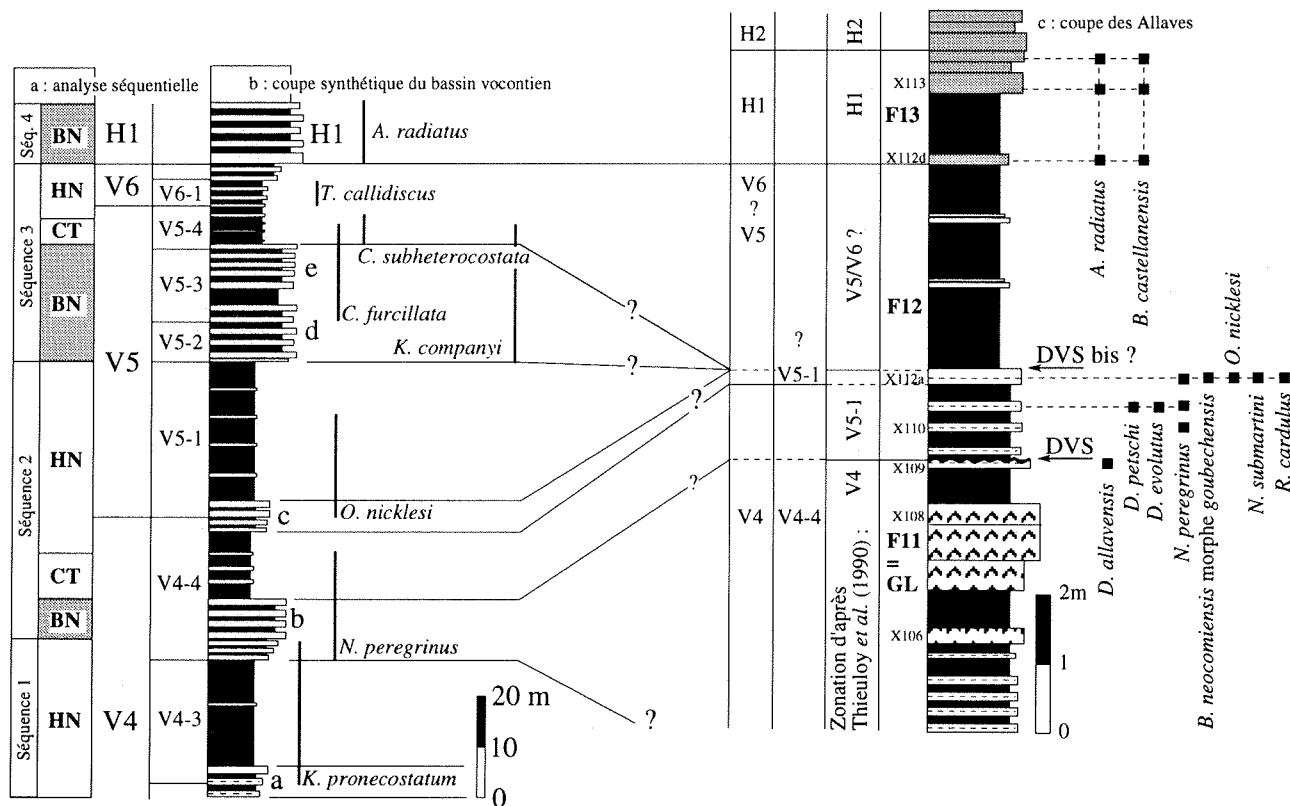 a : analyse séquentielle
b : coupe synthétique du bassin vocontien
Séq. 4
BN
H1
H1
A. radiatus
Séquence 3
HN
V6
V6-1
T. callidiscus
CT
V5-4
C. subheterocostata
BN
V5-3
e
C. furcillata
V5-2
d
K. companyi
V5
Séquence 2
HN
V5-1
c
O. nicklesi
CT
V4-4
BN
b
N. peregrinus
Séquence 1
HN
V4
V4-3
a
K. pronecostatum
20 m
10
0
?
?
?
?
?
c : coupe des Allaves
H2
H2
H1
H1
X113
F13
X112d
V6
?
V5
V5/V6 ?
F12
?
V5-1
X112a
DVS bis ?
V5-1
X110
DVS
X109
V4
V4-4
V4
X108
F11
=
GL
X106
Zonation d'après
Thieuloy et al. (1990) :
2m
1
0
A. radiatus
B. castellanensis
D. allavensis
D. petschi
D. evolutus
N. peregrinus
B. neocomiensis morphe goubechensis
O. nicklesi
N. submartini
R. cardulus